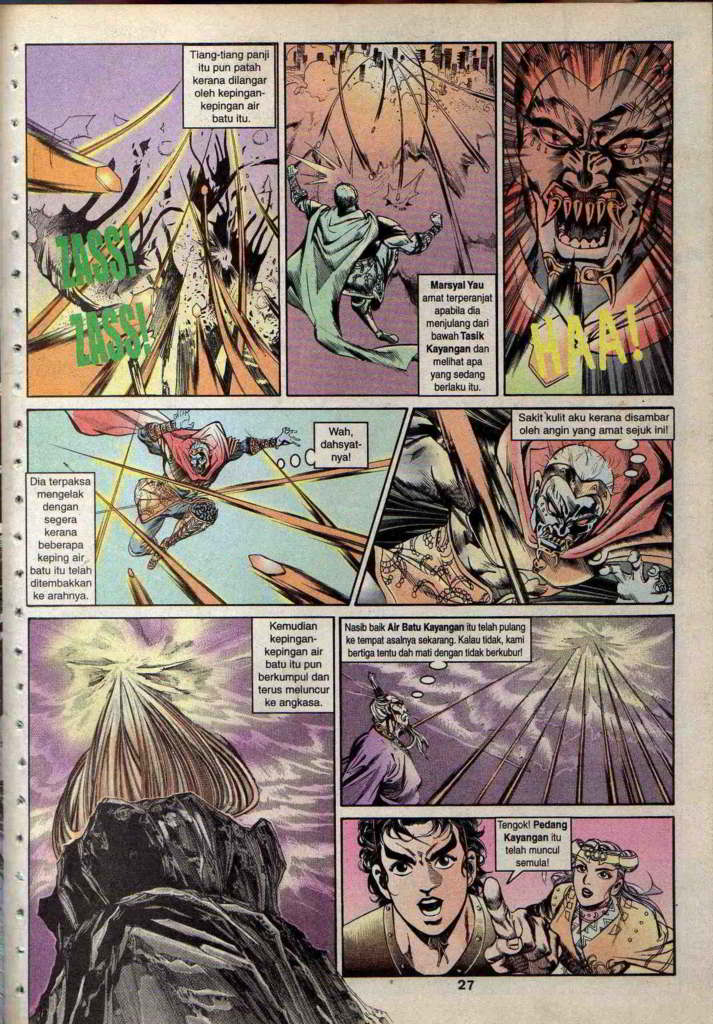 Tiang-tiang panji
itu pun patah
kerana dilangar
oleh kepingan-
kepingan air
batu itu.
ZASS!
ZASS!
Marsyal Yau
amat terperanjat
apabila dia
menjulang dari
bawah Tasik
Kayangan dan
melihat apa
yang sedang
berlaku itu.
HAA!
Dia terpaksa
mengelak
dengan
segera
kerana
beberapa
keping air
batu itu telah
ditembakkan
ke arahnya.
Wah,
dahsyat-
nya!
Sakit kulit aku kerana disambar
oleh angin yang amat sejuk ini!
Kemudian
kepingan-
kepingan air
batu itu pun
berkumpul dan
terus meluncur
ke angkasa.
Nasib baik Air Batu Kayangan itu telah pulang
ke tempat asalnya sekarang. Kalau tidak, kami
bertiga tentu dah mati dengan tidak berkubur!
Tengok! Pedang
Kayangan itu
telah muncul
semula!
27